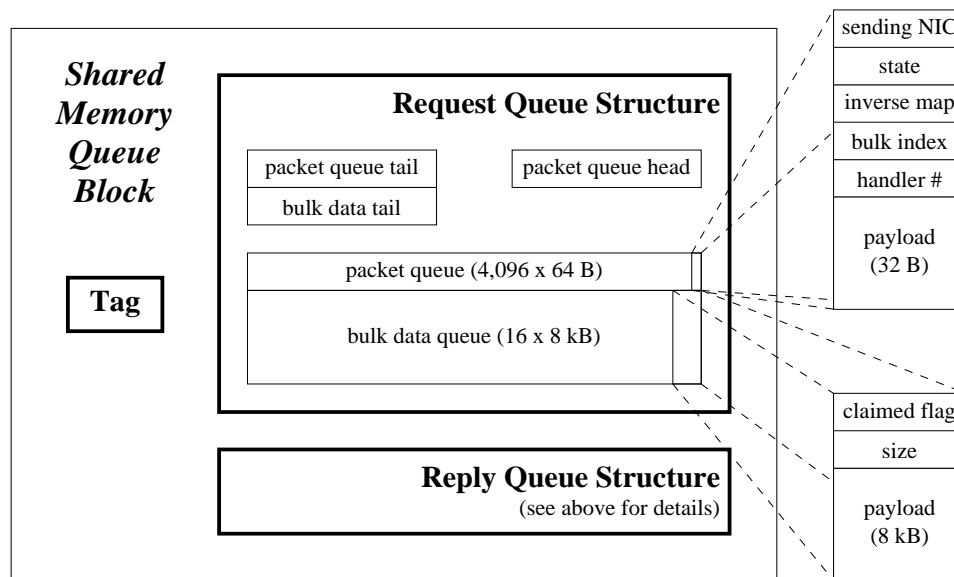 Shared
Memory
Queue
Block
Tag
Request Queue Structure
packet queue tail
bulk data tail
packet queue head
packet queue (4,096 x 64 B)
bulk data queue (16 x 8 kB)
Reply Queue Structure
(see above for details)
sending NIC
state
inverse map
bulk index
handler #
payload
(32 B)
claimed flag
size
payload
(8 kB)